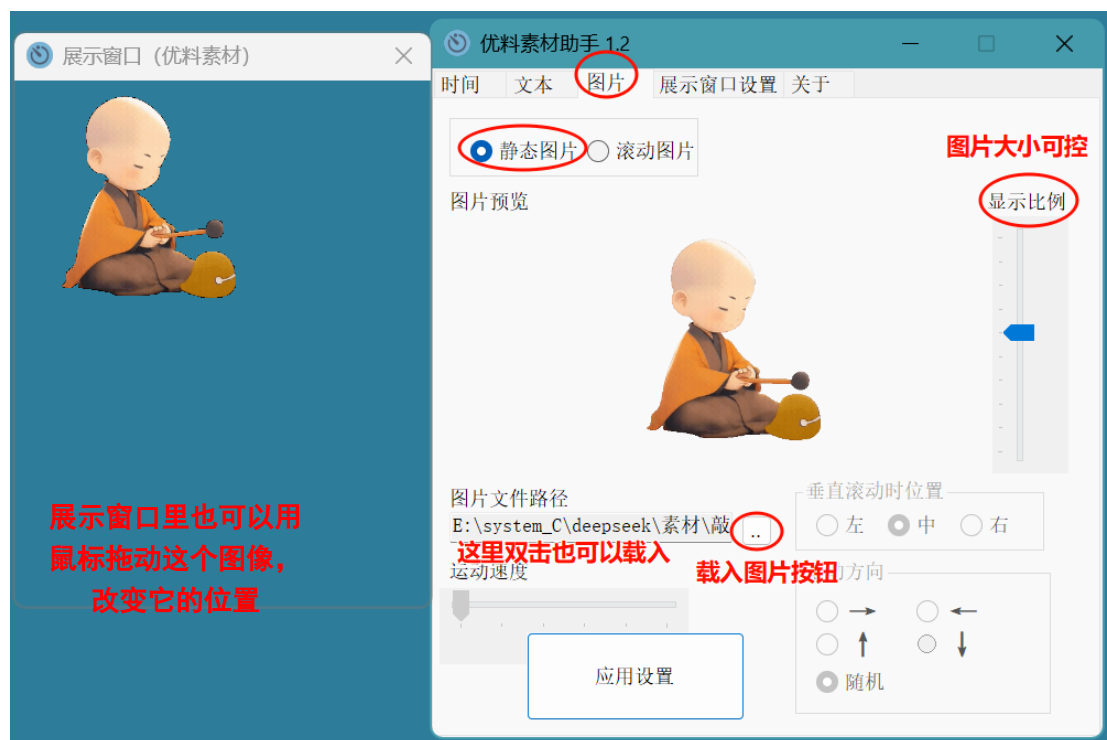 展示窗口（优料素材）
优料素材助手 1.2
时间 文本 图片 展示窗口设置 关于
静态图片 滚动图片
图片大小可控
图片预览
显示比例
图片文件路径
E:\system_C\deepseek\素材\敲
..
这里双击也可以载入
载入图片按钮
垂直滚动时位置
左 中 右
运动速度
方向
→ ←
↑ ↓
随机
应用设置
展示窗口里也可以用
鼠标拖动这个图像，
改变它的位置